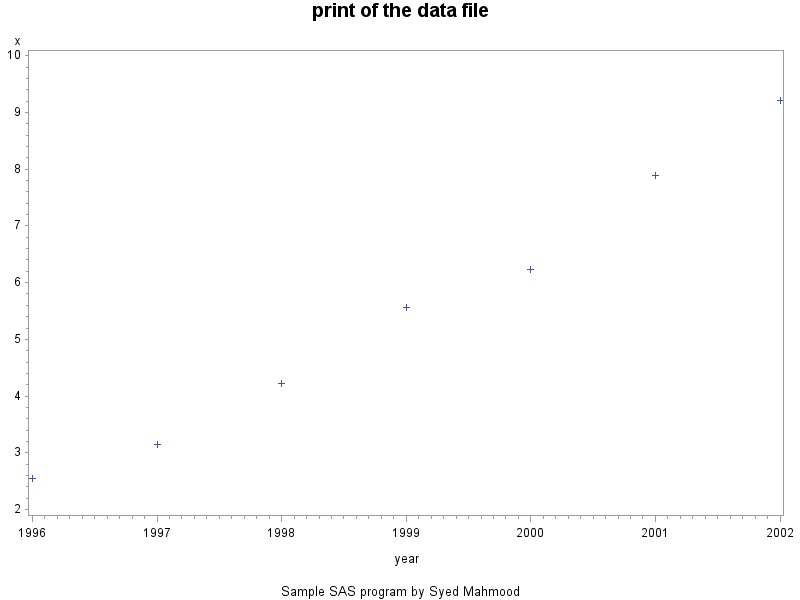 print of the data file
x
10
9
8
7
6
5
4
3
2
1996 1997 1998 1999 2000 2001 2002
year
Sample SAS program by Syed Mahmood